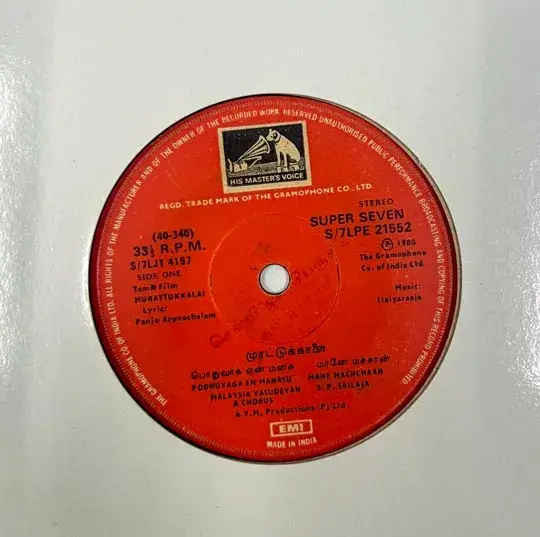 THE GRAMOPHONE CO. OF INDIA LTD. ALL RIGHTS OF THE MANUFACTURER AND OF THE OWNER OF THE RECORDED WORK RESERVED UNAUTHORISED PUBLIC PERFORMANCE BROADCASTING AND COPYING OF THIS RECORD PROHIBITED
HIS MASTER'S VOICE
REGD. TRADE MARK OF THE GRAMOPHONE CO., LTD.
(40-340)
33⅓ R.P.M.
S/7LJT 4197
SIDE ONE
Tamil Film
MURATTUKKALAI
Lyric:
Panju Arunachalam
STEREO
SUPER SEVEN
S/7LPE 21552
Ⓟ 1980
The Gramophone
Co. of India Ltd.
Music:
Ilaiyaraaja
முரட்டுக்காளை
பொதுவாக ஏன் மனசு
PODHUVAGA EN MANASU
MALAYSIA VASUDEVAN
& CHORUS
மானே மச்சான்
MANE MACHCHAAN
S. P. SAILAJA
A.V.M. Productions (P) Ltd.
EMI
MADE IN INDIA